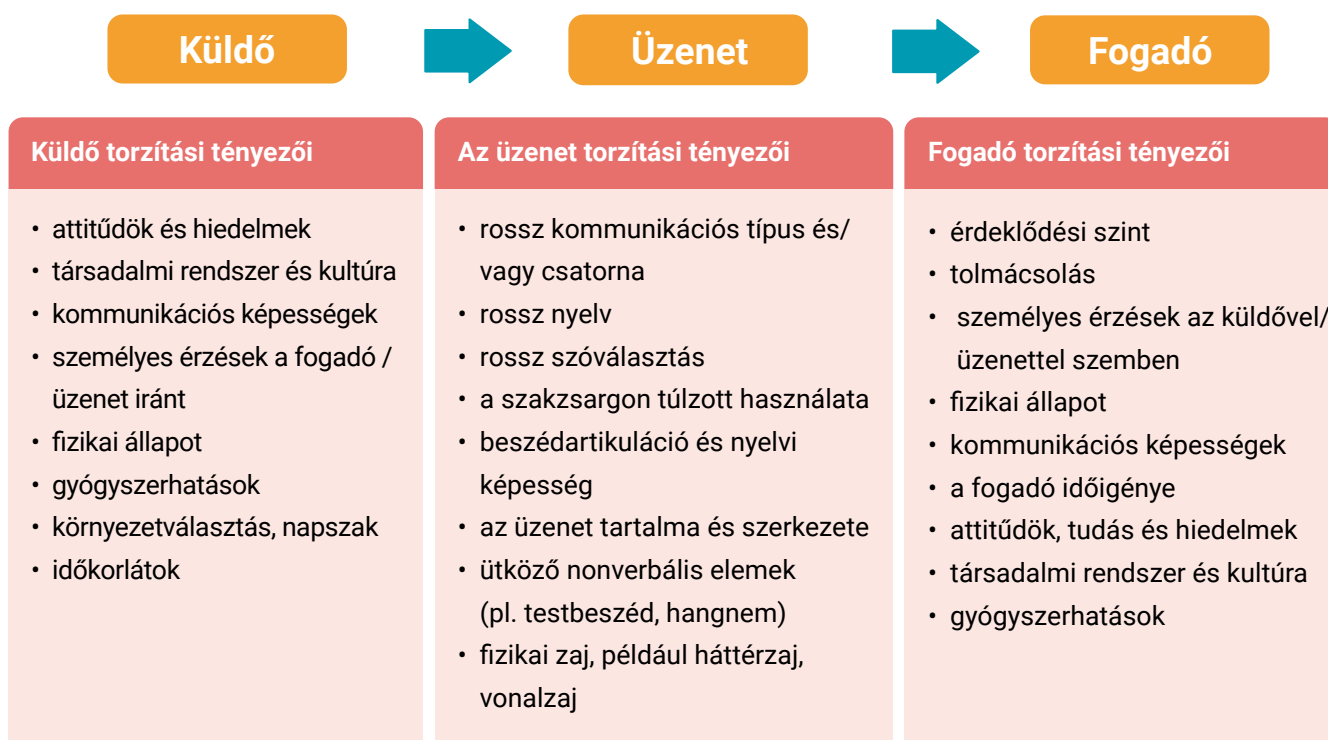 Küldő
Üzenet
Fogadó
Küldő torzítási tényezői
• attitűdök és hiedelmek
• társadalmi rendszer és kultúra
• kommunikációs képességek
• személyes érzések a fogadó /
üzenet iránt
• fizikai állapot
• gyógyszerhatások
• környezetválasztás, napszak
• időkorlátok
Az üzenet torzítási tényezői
• rossz kommunikációs típus és/
vagy csatorna
• rossz nyelv
• rossz szóválasztás
• a szakzsargon túlzott használata
• beszédartikuláció és nyelvi
képesség
• az üzenet tartalma és szerkezete
• ütköző nonverbális elemek
(pl. testbeszéd, hangnem)
• fizikai zaj, például háttérzaj,
vonalzaj
Fogadó torzítási tényezői
• érdeklődési szint
• tolmácsolás
• személyes érzések az küldővel/
üzenettel szemben
• fizikai állapot
• kommunikációs képességek
• a fogadó időigénye
• attitűdök, tudás és hiedelmek
• társadalmi rendszer és kultúra
• gyógyszerhatások